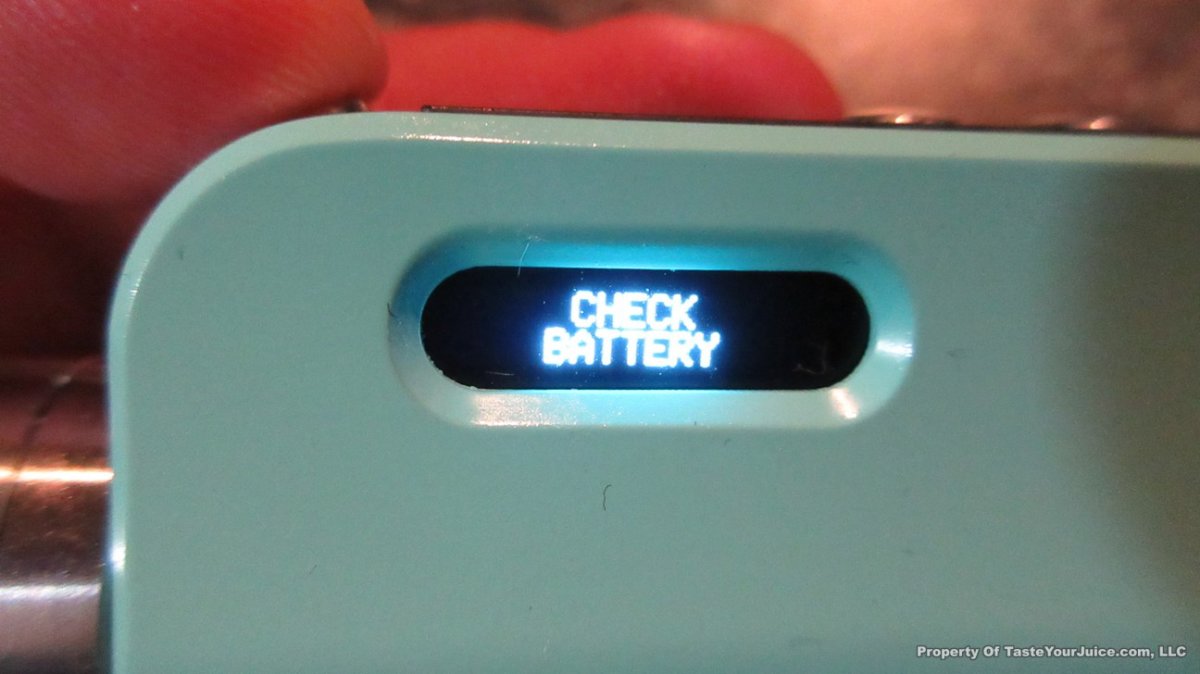 CHECK
BATTERY
Property Of TasteYourJuice.com, LLC